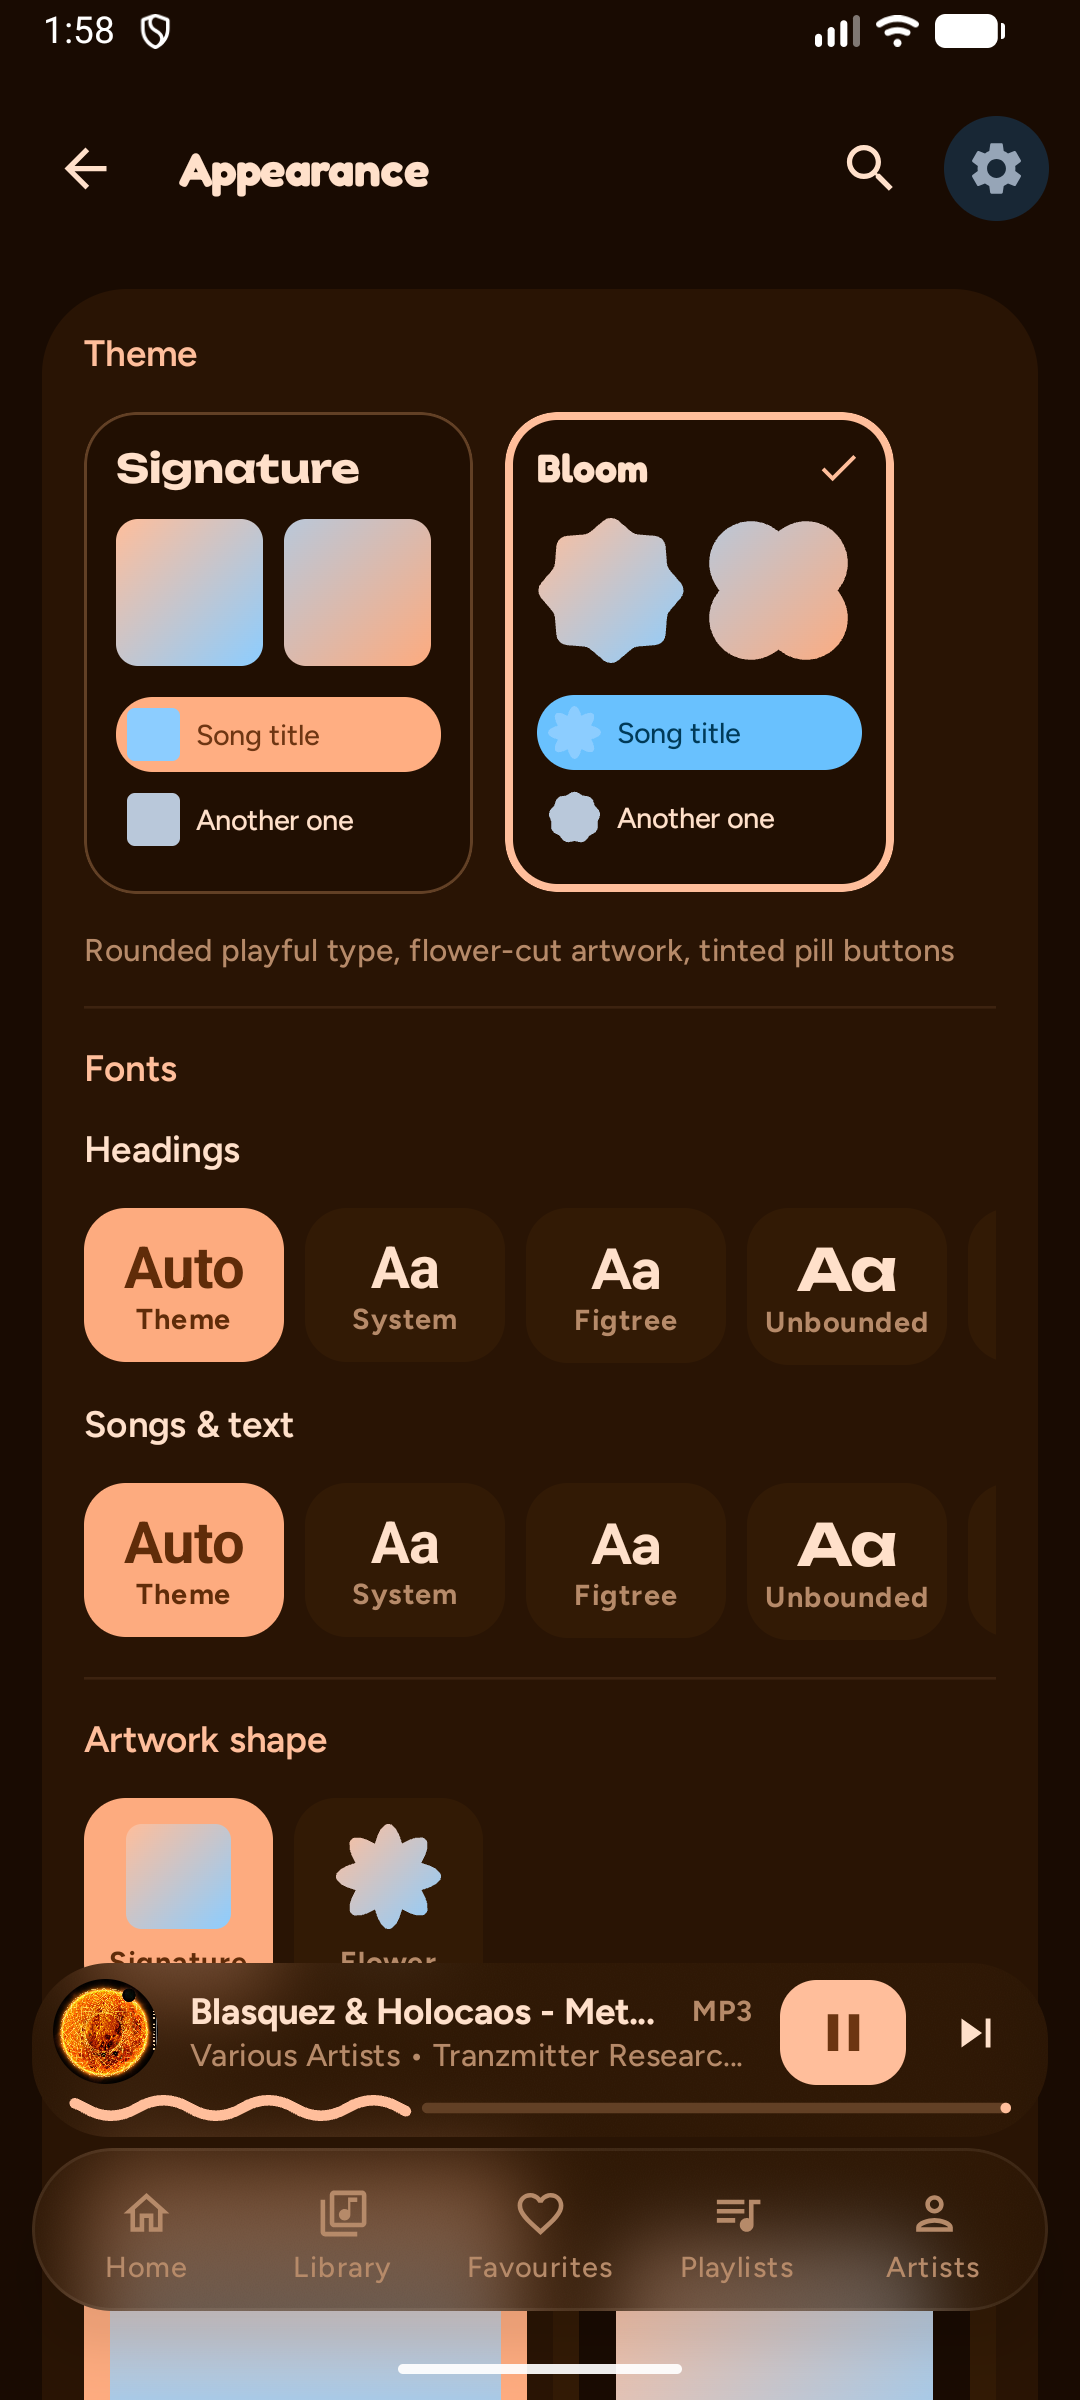 1:58
Appearance
Theme
Signature
Song title
Another one
Bloom
Song title
Another one
Rounded playful type, flower-cut artwork, tinted pill buttons
Fonts
Headings
Auto
Theme
Aa
System
Aa
Figtree
Aa
Unbounded
Songs & text
Auto
Theme
Aa
System
Aa
Figtree
Aa
Unbounded
Artwork shape
Signature
Flower
Blasquez & Holocaos - Met...
MP3
Various Artists • Tranzmitter Researc...
Home
Library
Favourites
Playlists
Artists